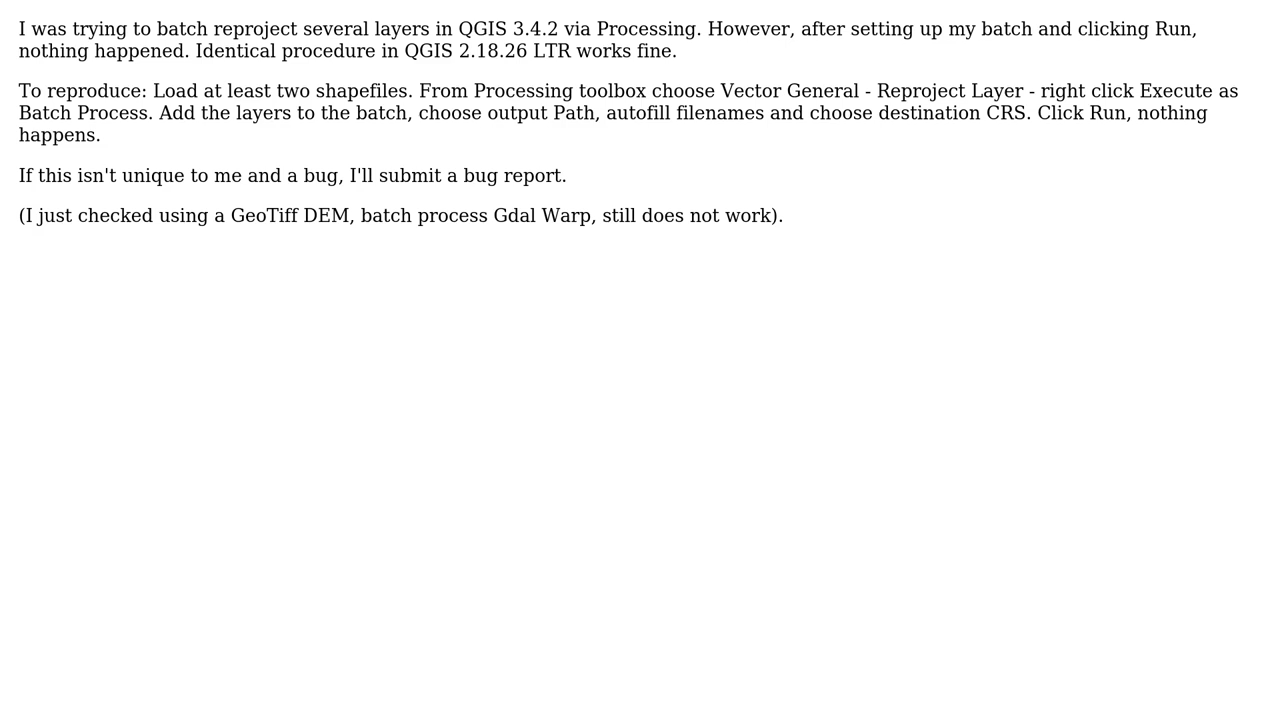 I was trying to batch reproject several layers in QGIS 3.4.2 via Processing. However, after setting up my batch and clicking Run,
nothing happened. Identical procedure in QGIS 2.18.26 LTR works fine.
To reproduce: Load at least two shapefiles. From Processing toolbox choose Vector General - Reproject Layer - right click Execute as
Batch Process. Add the layers to the batch, choose output Path, autofill filenames and choose destination CRS. Click Run, nothing
happens.
If this isn't unique to me and a bug, I'll submit a bug report.
(I just checked using a GeoTiff DEM, batch process Gdal Warp, still does not work).